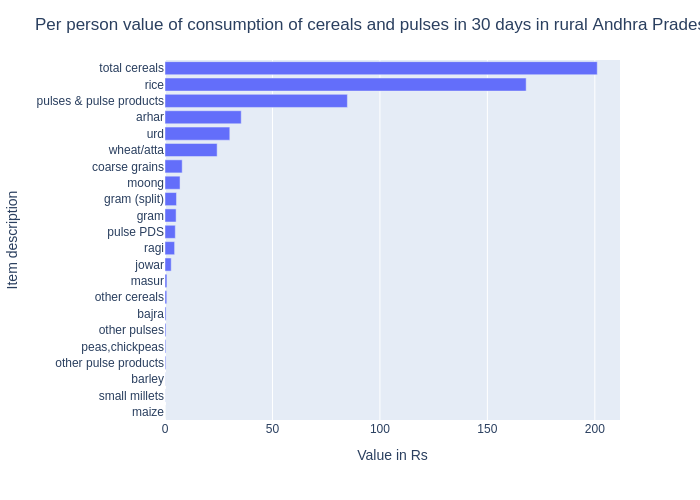 Per person value of consumption of cereals and pulses in 30 days in rural Andhra
total cereals
rice
pulses & pulse products
arhar
urd
wheat/atta
coarse grains
moong
gram (split)
gram
pulse PDS
ragi
jowar
masur
other cereals
bajra
other pulses
peas,chickpeas
other pulse products
barley
small millets
maize
0 50 100 150 200
Value in Rs
Item description